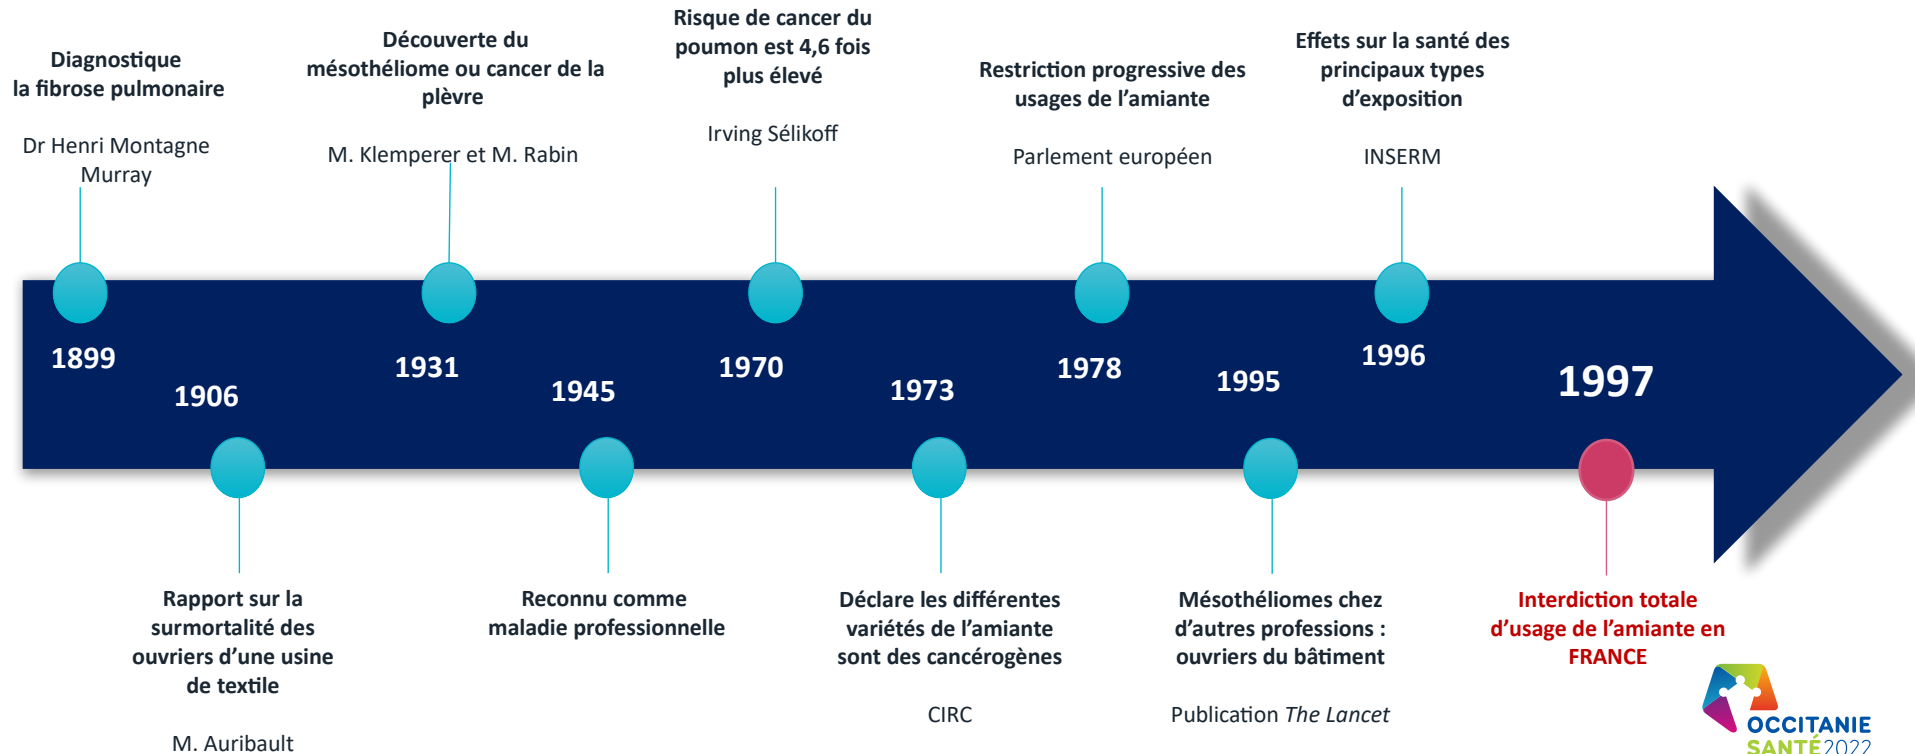 Diagnostique
la fibrose pulmonaire
Dr Henri Montagne
Murray
Découverte du
mésothéliome ou cancer de la
plèvre
M. Klemperer et M. Rabin
Risque de cancer du
poumon est 4,6 fois
plus élevé
Irving Sélikoff
Restriction progressive des
usages de l’amiante
Parlement européen
Effets sur la santé des
principaux types
d’exposition
INSERM
1899
1906
1931
1945
1970
1973
1978
1995
1996
1997
Rapport sur la
surmortalité des
ouvriers d’une usine
de textile
M. Auribault
Reconnu comme
maladie professionnelle
Déclare les différentes
variétés de l’amiante
sont des cancérogènes
CIRC
Mésothéliomes chez
d’autres professions :
ouvriers du bâtiment
Publication The Lancet
Interdiction totale
d’usage de l’amiante en
FRANCE
OCCITANIE
SANTÉ 2022